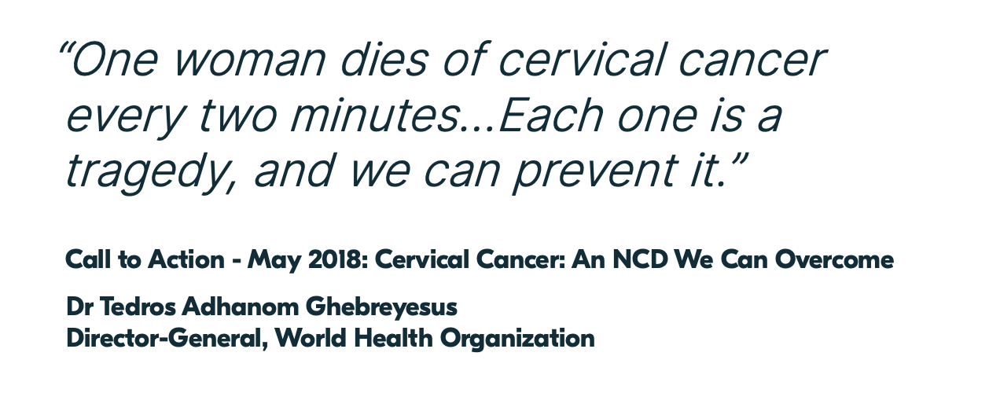 “One woman dies of cervical cancer
every two minutes...Each one is a
tragedy, and we can prevent it.”
Call to Action - May 2018: Cervical Cancer: An NCD We Can Overcome
Dr Tedros Adhanom Ghebreyesus
Director-General, World Health Organization